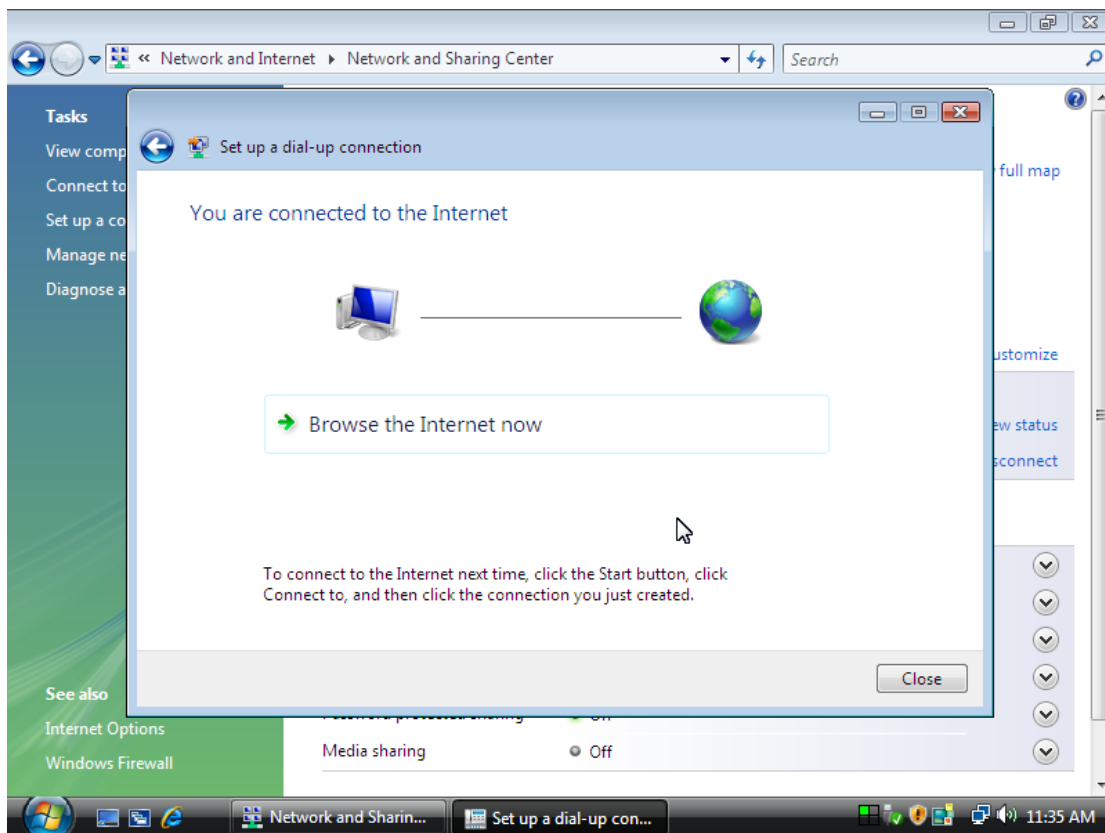 « Network and Internet Network and Sharing Center
Search
Tasks
View comp
Connect to
Set up a co
Manage ne
Diagnose a
See also
Internet Options
Windows Firewall
Set up a dial-up connection
You are connected to the Internet
Browse the Internet now
To connect to the Internet next time, click the Start button, click
Connect to, and then click the connection you just created.
Close
full map
ustomize
ew status
sconnect
Media sharing Off
Network and Sharin...
Set up a dial-up con...
11:35 AM